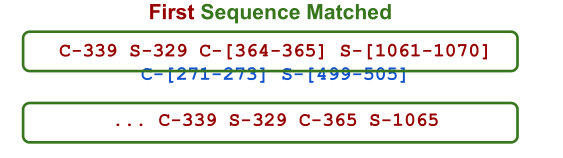 First Sequence Matched
C-339 S-329 C-[364-365] S-[1061-1070]
C-[271-273] S-[499-505]
... C-339 S-329 C-365 S-1065